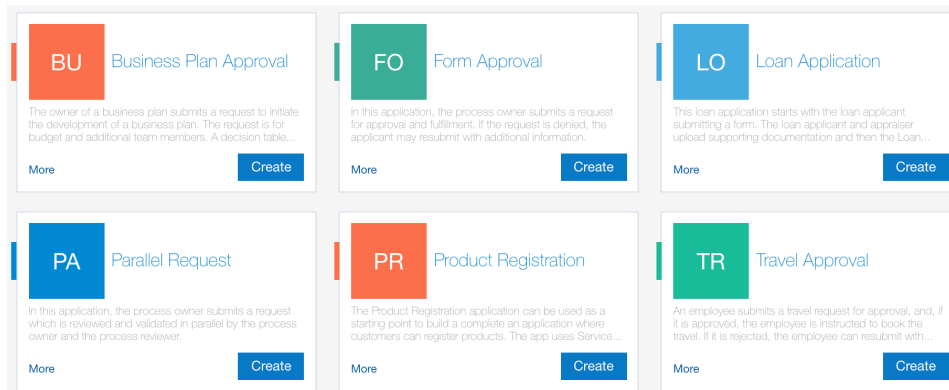 BU
Business Plan Approval
The owner of a business plan submits a request to initiate
the development of a business plan. The request is for
budget and additional team members. A decision table...
More
Create
FO
Form Approval
In this application, the process owner submits a request
for approval and fulfillment. If the request is denied, the
applicant may resubmit with additional information.
More
Create
LO
Loan Application
This loan application starts with the loan applicant
submitting a form. The loan applicant and appraiser
upload supporting documentation and then the Loan...
More
Create
PA
Parallel Request
In this application, the process owner submits a request
which is reviewed and validated in parallel by the process
owner and the process reviewer.
More
Create
PR
Product Registration
The Product Registration application can be used as a
starting point to build a complete an application where
customers can register products. The app uses Service...
More
Create
TR
Travel Approval
An employee submits a travel request for approval, and, if
it is approved, the employee is instructed to book the
travel. If it is rejected, the employee can resubmit with...
More
Create